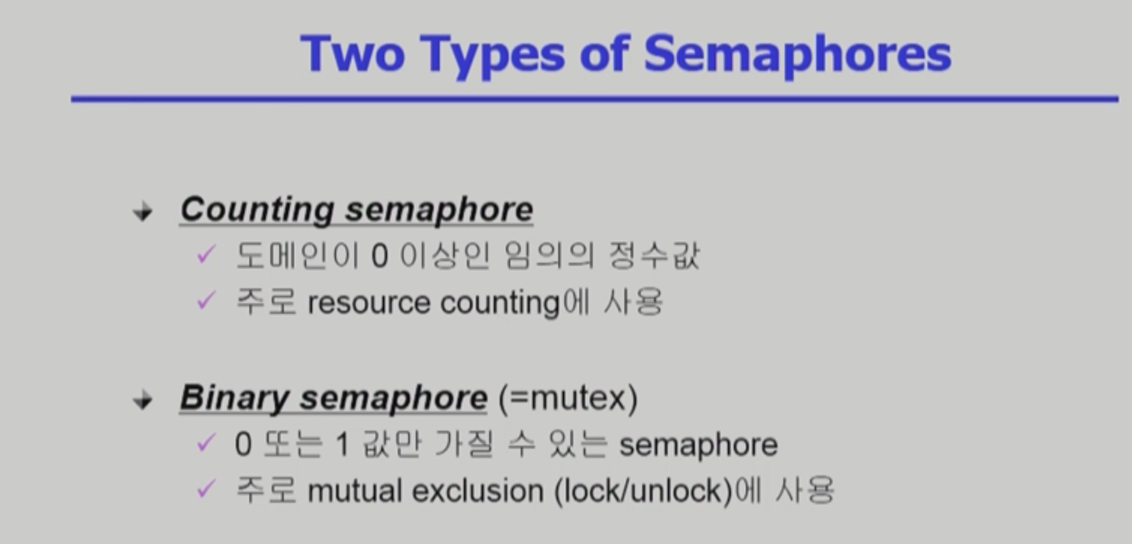 Two Types of Semaphores
Counting semaphore
도메인이 0 이상인 임의의 정수값
주로 resource counting에 사용
Binary semaphore (=mutex)
0 또는 1 값만 가질 수 있는 semaphore
주로 mutual exclusion (lock/unlock)에 사용